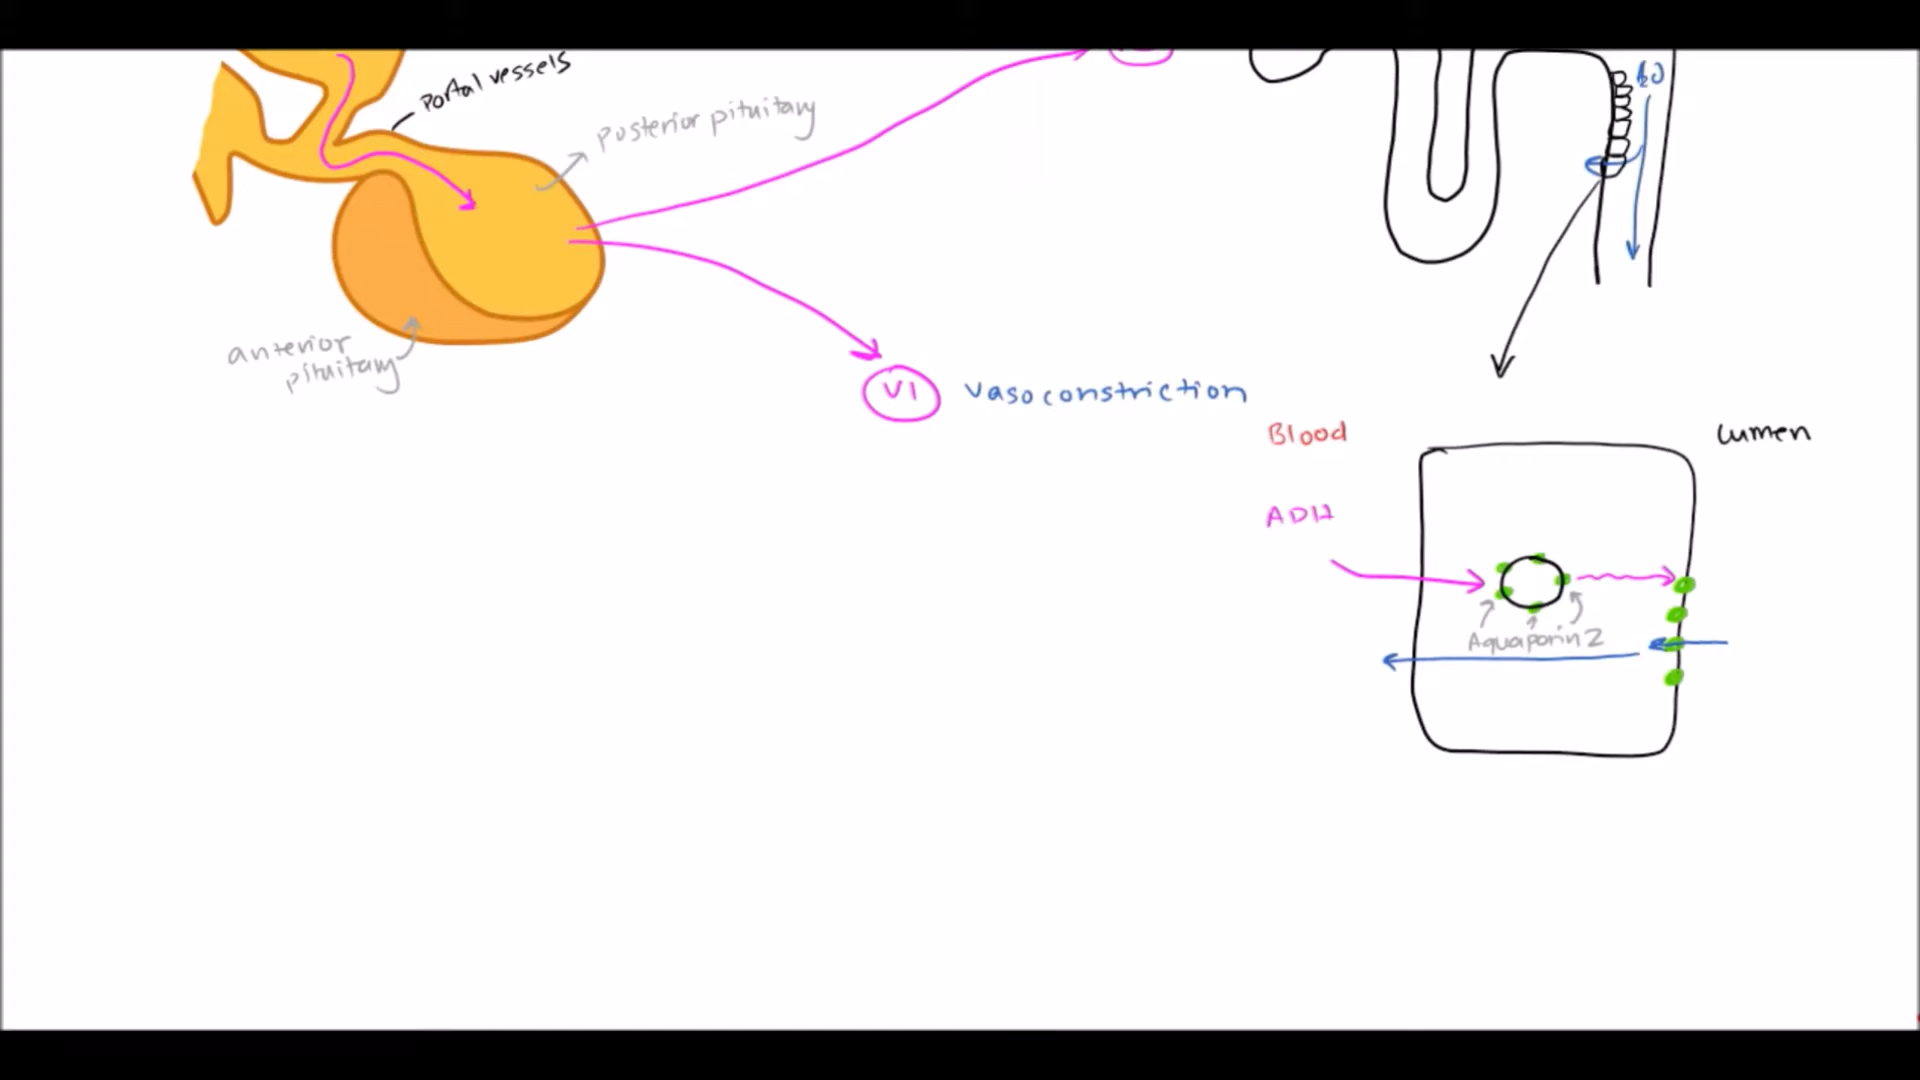 portal vessels
posterior pituitary
anterior
pituitary
V1
vasoconstriction
Blood
Lumen
ADH
Aquaporin 2